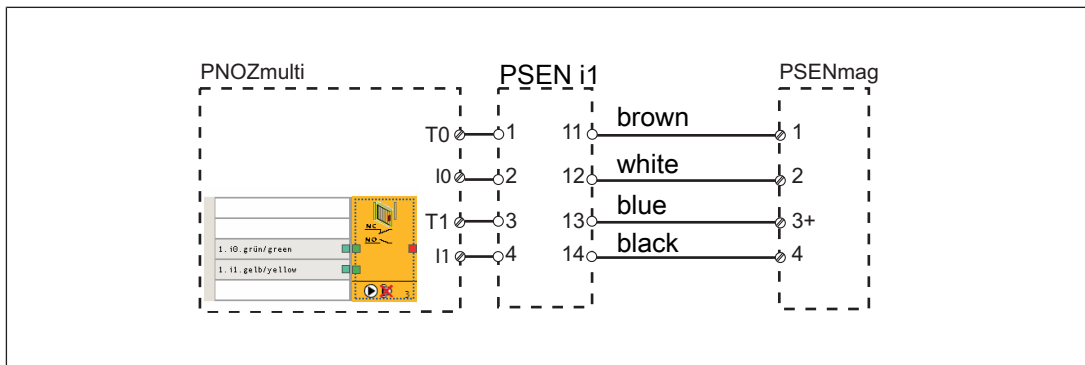 PNOZmulti PSEN i1 PSENmag
T0 1 11 brown 1
I0 2 12 white 2
NC
T1 3 13 blue 3+
NO
1.i0.grün/green
I1 4 14 black 4
1.i1.gelb/yellow
3